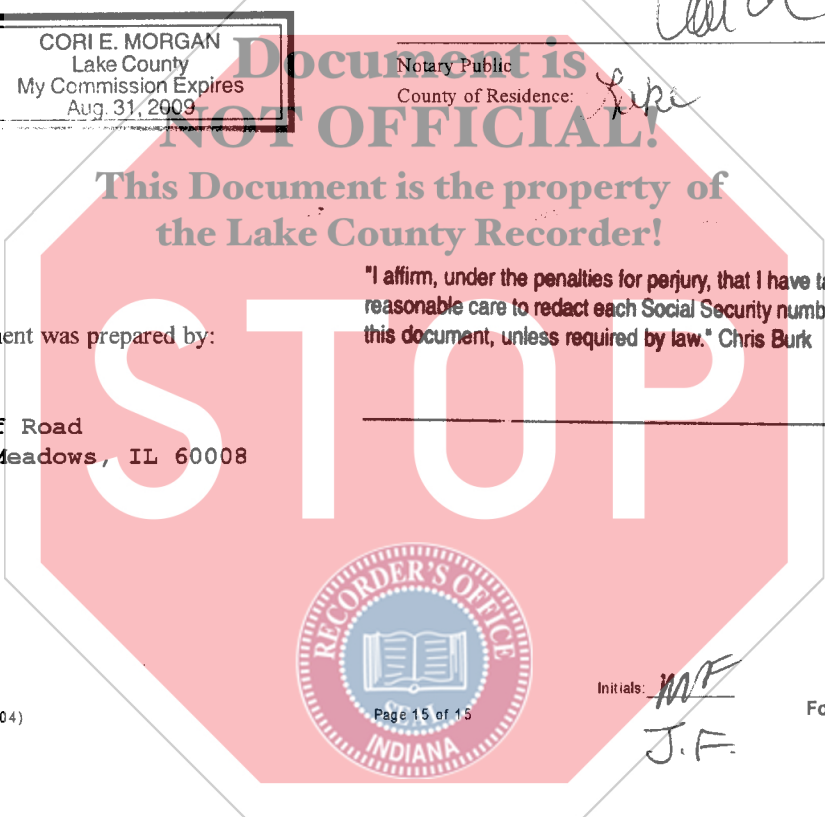 CORI E. MORGAN
Lake County
My Commission Expires
Aug. 31, 2009
Notary Public
County of Residence: Lake
Document is
NOT OFFICIAL!
This Document is the property of
the Lake County Recorder!
"I affirm, under the penalties for perjury, that I have ta
reasonable care to redact each Social Security numb
this document, unless required by law." Chris Burk
ent was prepared by:
f Road
Meadows, IL 60008
STOP
RECORDER'S OFFICE
SEAL
INDIANA
Initials: MF
J.F.
04)
Page 15 of 15
Fo